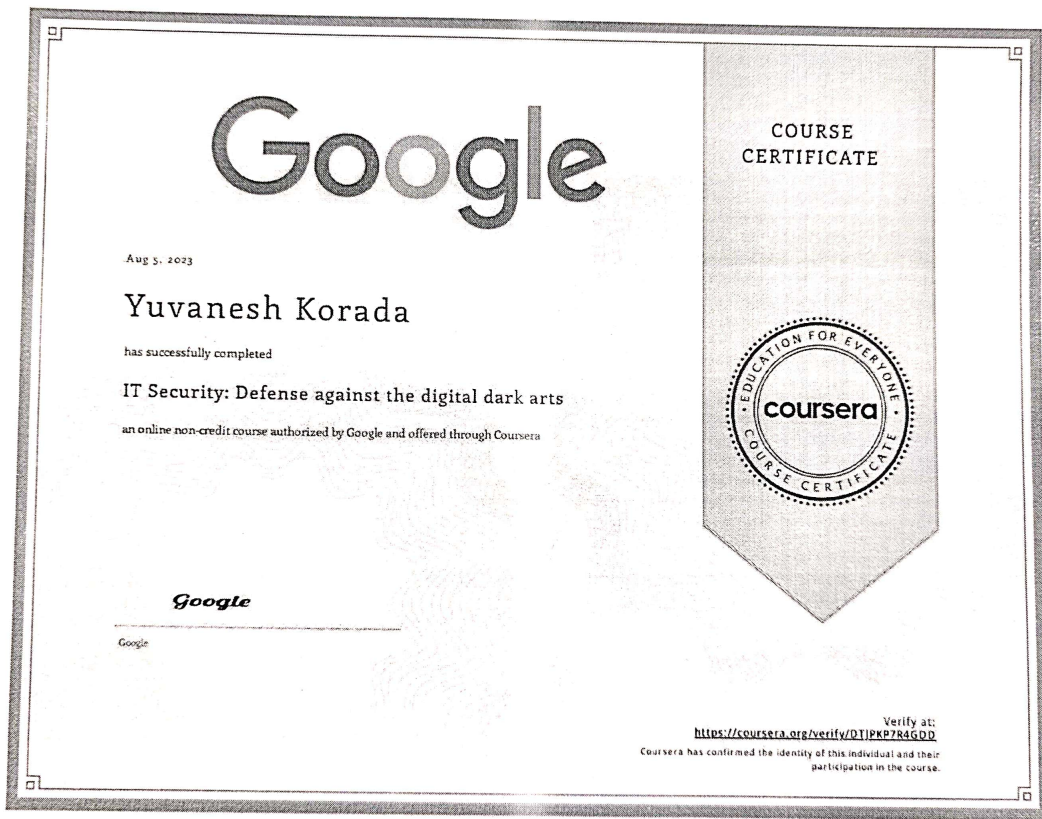 Google
COURSE
CERTIFICATE
Aug 5, 2023
Yuvanesh Korada
has successfully completed
IT Security: Defense against the digital dark arts
an online non-credit course authorized by Google and offered through Coursera
EDUCATION FOR EVERYONE
coursera
COURSE CERTIFICATE
Google
Google
Verify at:
https://coursera.org/verify/DTJPKP7R4GDD
Coursera has confirmed the identity of this individual and their
participation in the course.